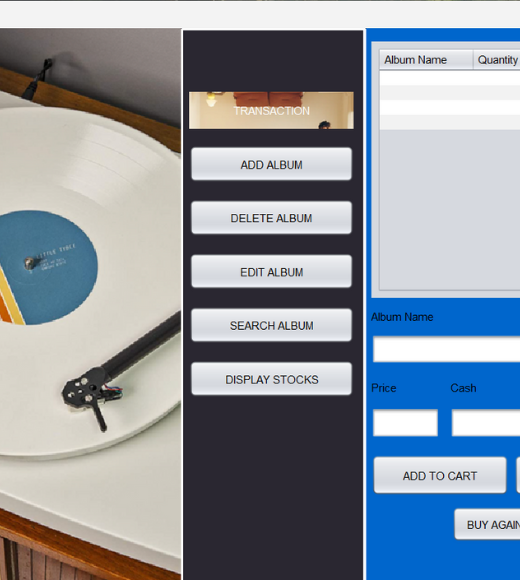 TRANSACTION
ADD ALBUM
DELETE ALBUM
EDIT ALBUM
SEARCH ALBUM
DISPLAY STOCKS
Album Name Quantity
Album Name
Price Cash
ADD TO CART
BUY AGAIN